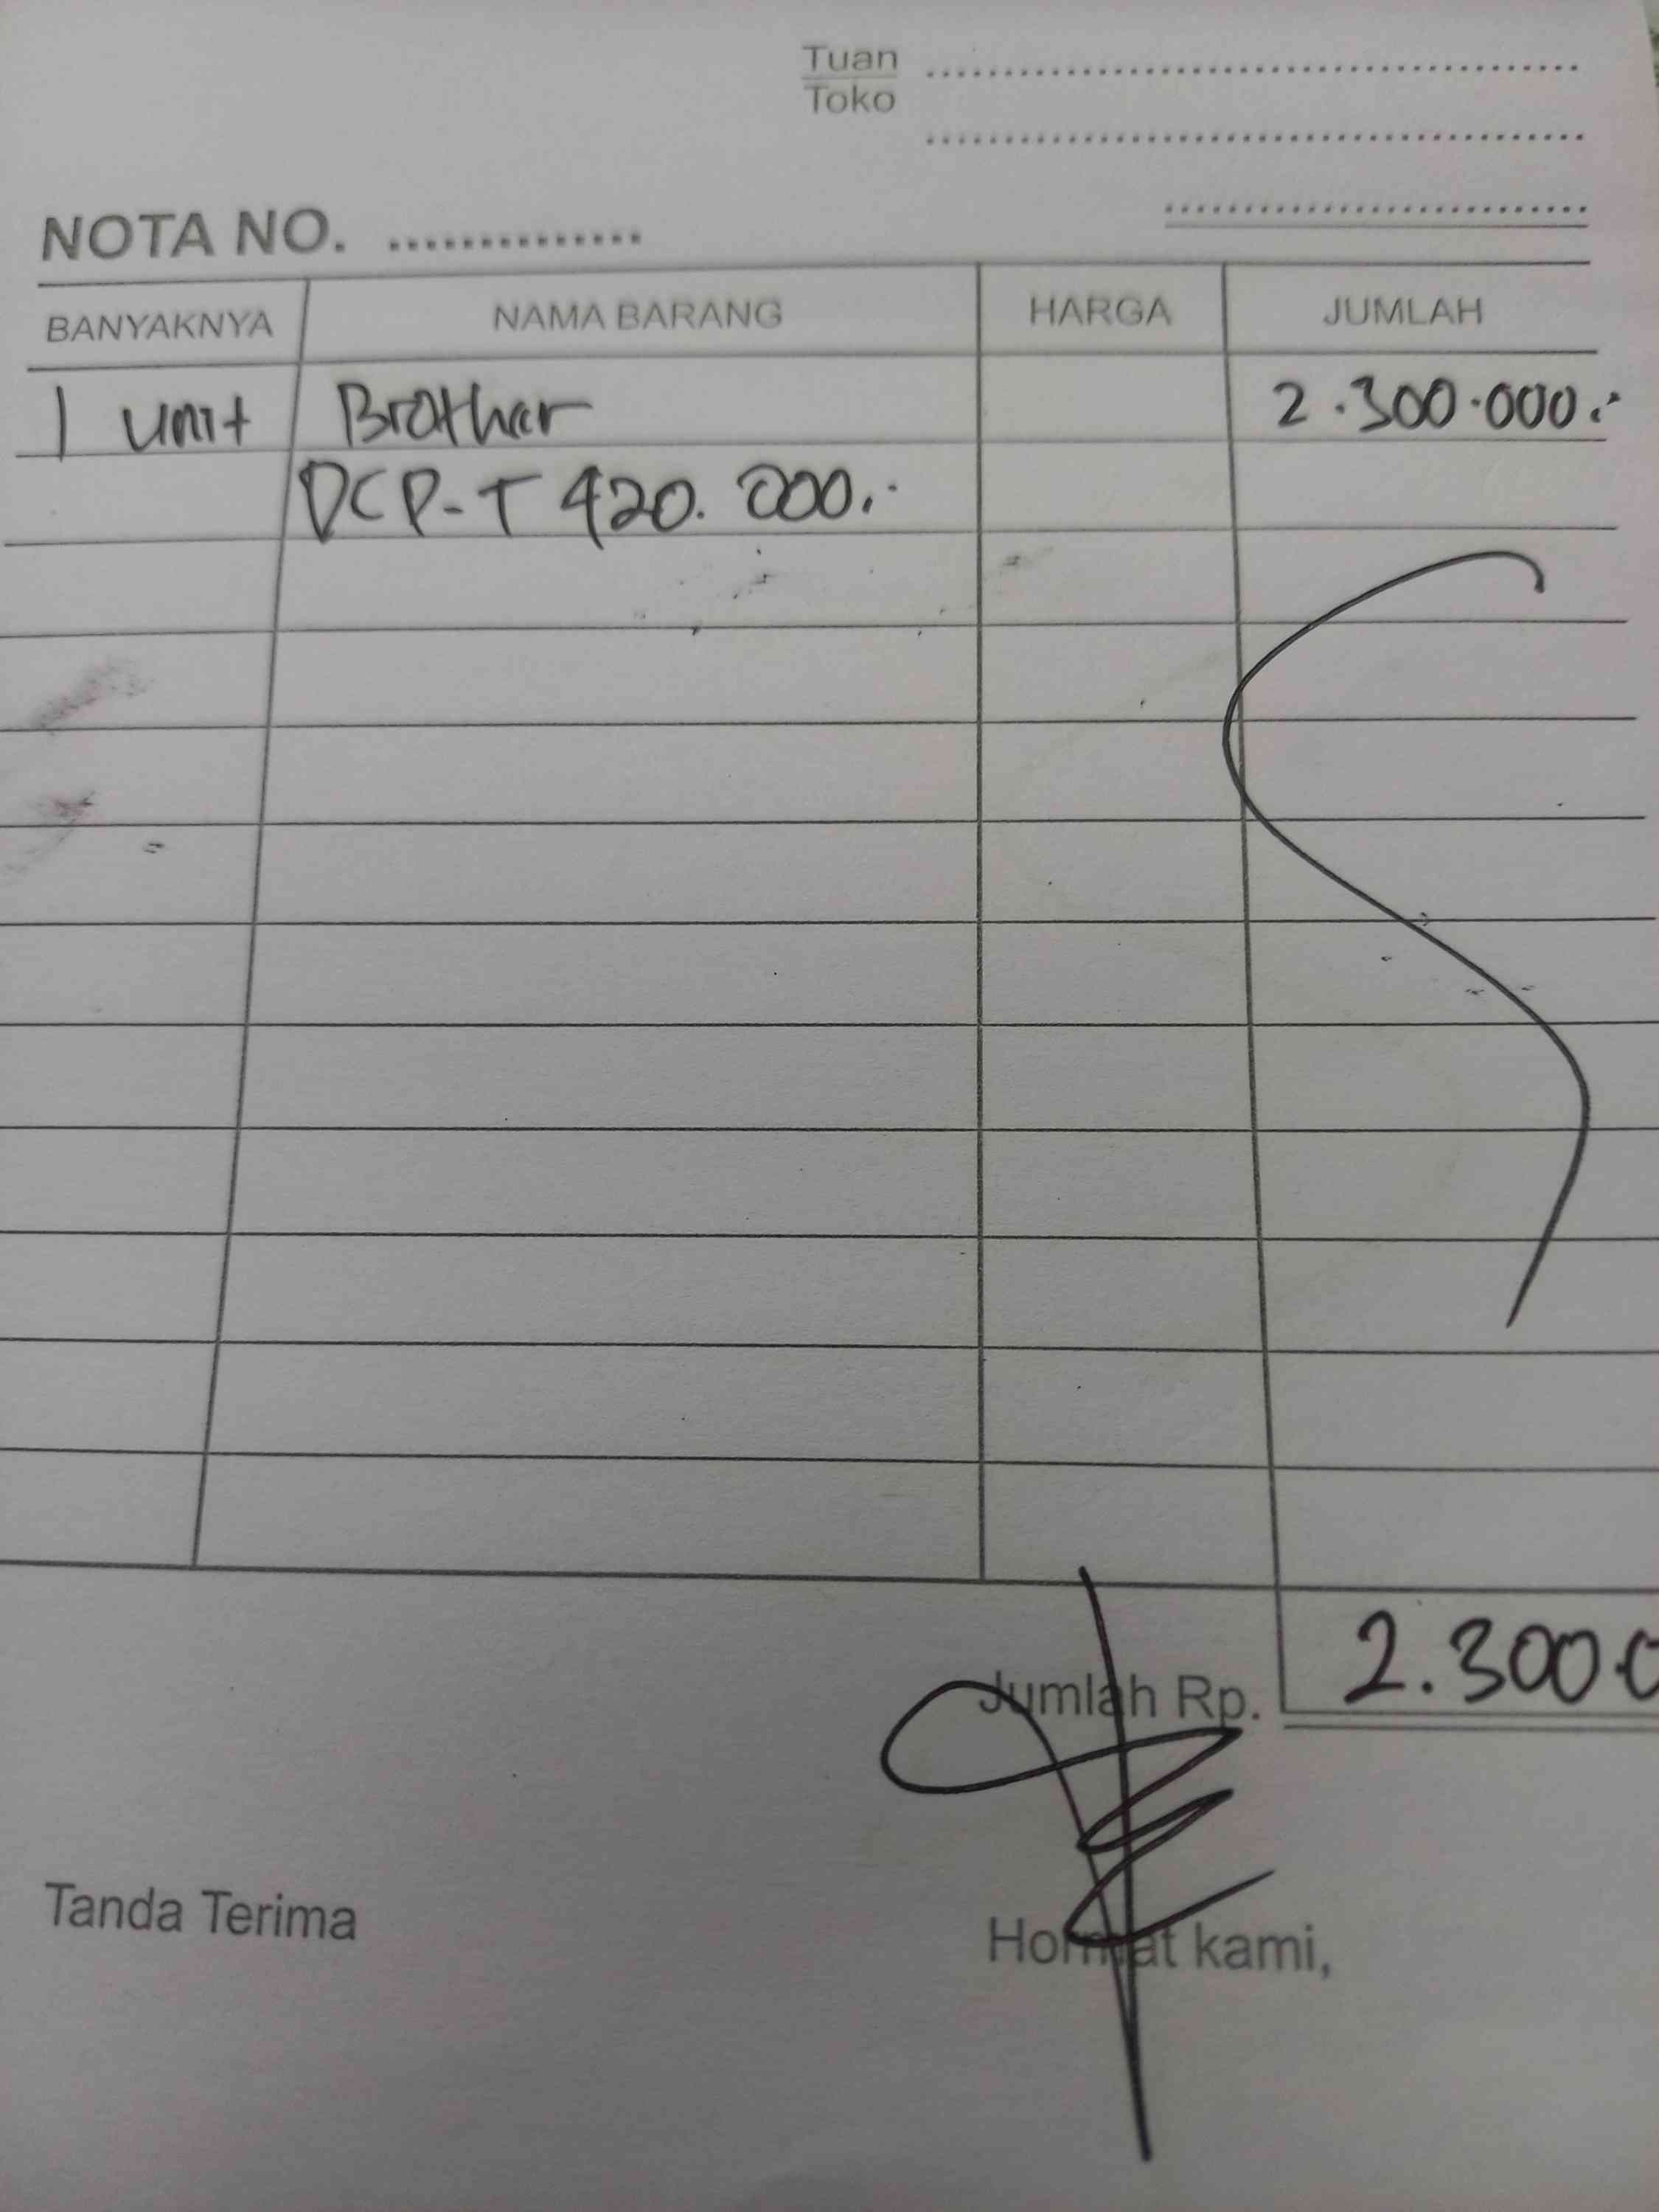 Tuan
Toko
NOTA NO. ..............
BANYAKNYA NAMA BARANG HARGA JUMLAH
1 unit Brother 2.300.000.-
DCP-T 420. 000.-
Jumlah Rp. 2.300.0
Tanda Terima Hormat kami,